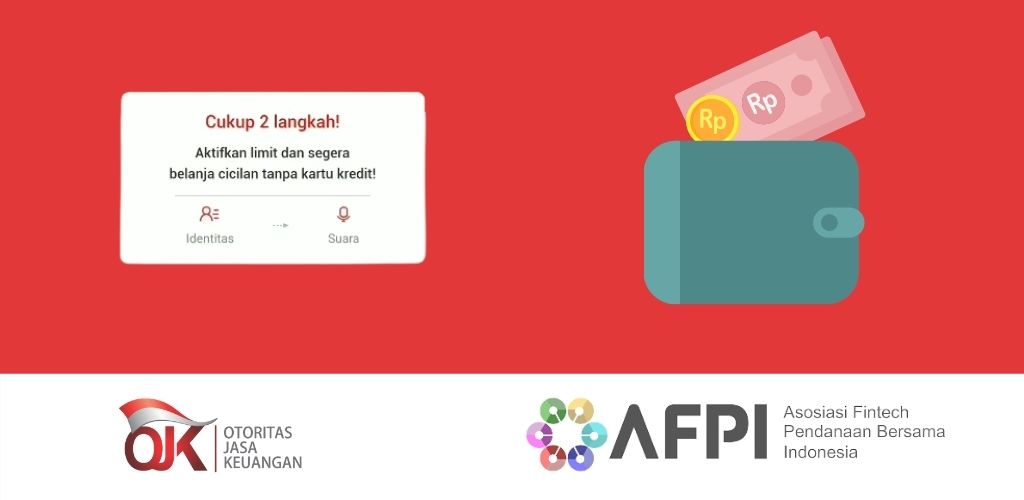 Cukup 2 langkah!
Aktifkan limit dan segera
belanja cicilan tanpa kartu kredit!
Identitas
Suara
Rp
Rp
OJK
OTORITAS
JASA
KEUANGAN
AFPI
Asosiasi Fintech
Pendanaan Bersama
Indonesia